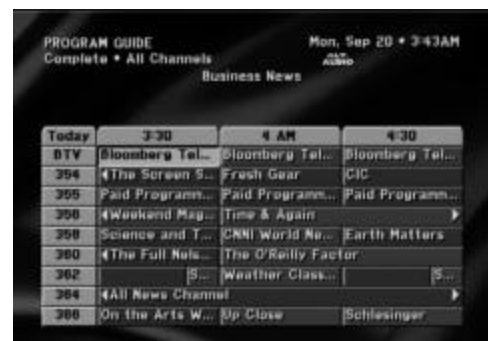 PROGRAM GUIDE Mon, Sep 20 • 3:43AM
Complete • All Channels ALT AUDIO
Business News
Today 3:30 4 AM 4:30
BTV Bloomberg Tel... Bloomberg Tel... Bloomberg Tel...
354 The Screen S... Fresh Gear CIC
355 Paid Programm... Paid Programm... Paid Programm...
356 Weekend Mag... Time & Again
358 Science and T... CNNI World Ne... Earth Matters
360 The Full Nels... The O'Reilly Factor
362 S... Weather Class... S...
364 All News Channel
366 On the Arts W... Up Close Schlesinger